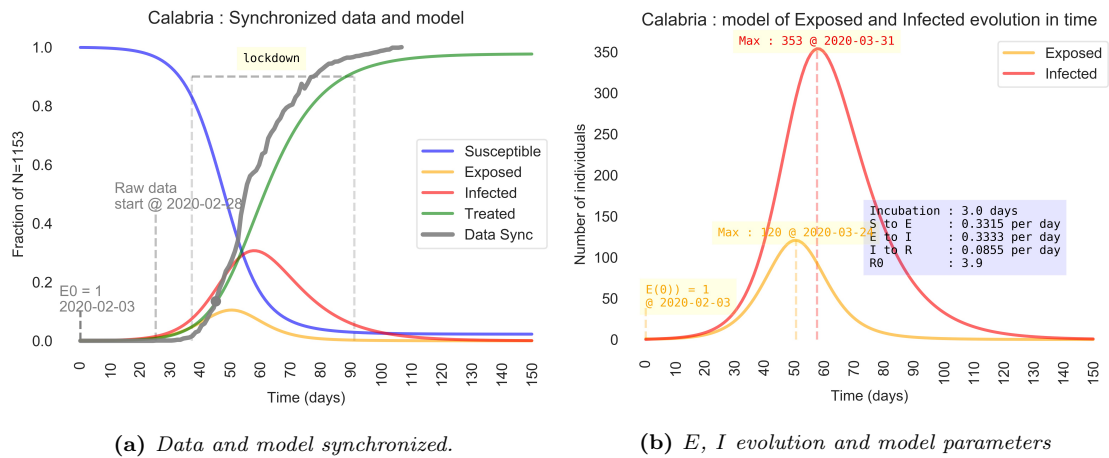 Calabria : Synchronized data and model
Fraction of N=1153
1.0
0.8
0.6
0.4
0.2
0.0
lockdown
Raw data
start @ 2020-02-28
E0 = 1
2020-02-03
Susceptible
Exposed
Infected
Treated
Data Sync
0 10 20 30 40 50 60 70 80 90 100 110 120 130 140 150
Time (days)
(a) Data and model synchronized.
Calabria : model of Exposed and Infected evolution in time
Number of individuals
350
300
250
200
150
100
50
0
Max : 353 @ 2020-03-31
Exposed
Infected
Max : 120 @ 2020-03-24
E(0)) = 1
@ 2020-02-03
Incubation : 3.0 days
S to E : 0.3315 per day
E to I : 0.3333 per day
I to R : 0.0855 per day
R0 : 3.9
0 10 20 30 40 50 60 70 80 90 100 110 120 130 140 150
Time (days)
(b) E, I evolution and model parameters